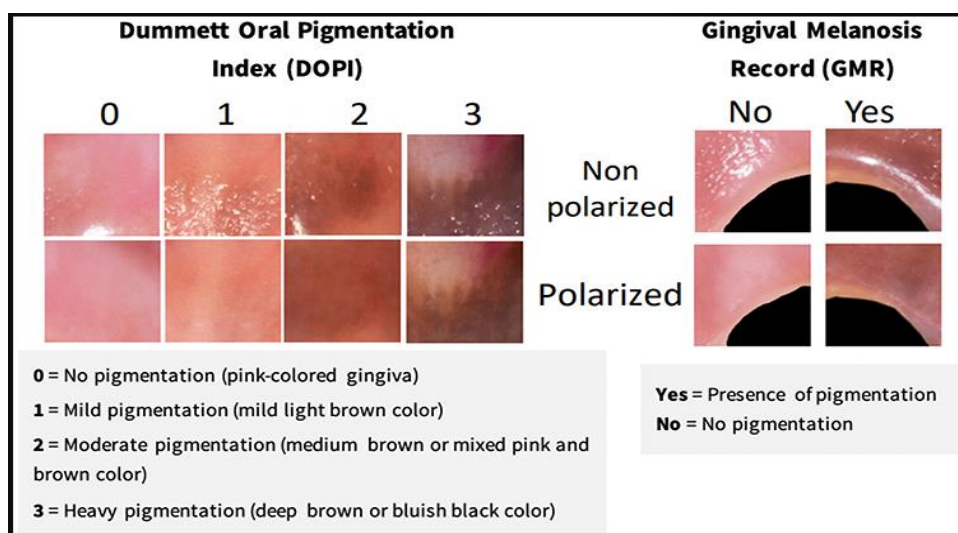 Dummett Oral Pigmentation
Index (DOPI)
0 1 2 3
Gingival Melanosis
Record (GMR)
No Yes
Non
polarized
Polarized
0 = No pigmentation (pink-colored gingiva)
1 = Mild pigmentation (mild light brown color)
2 = Moderate pigmentation (medium brown or mixed pink and
brown color)
3 = Heavy pigmentation (deep brown or bluish black color)
Yes = Presence of pigmentation
No = No pigmentation